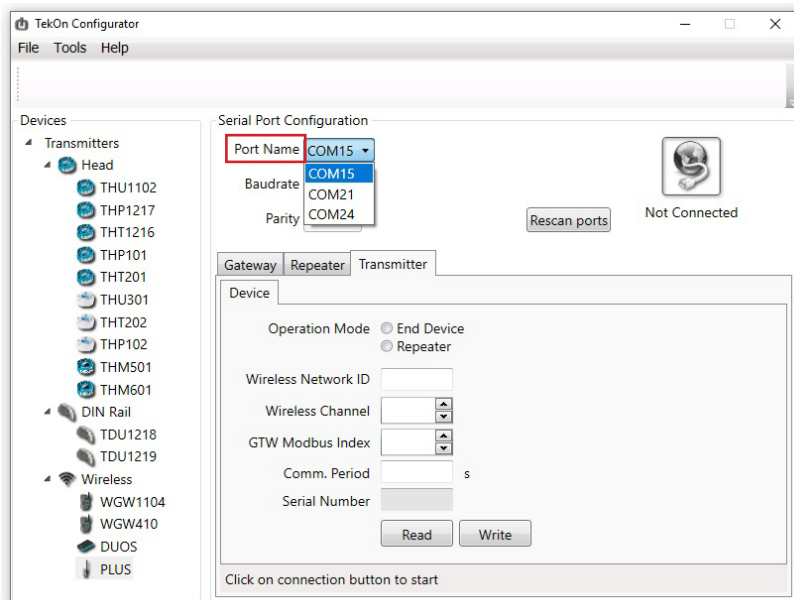 TekOn Configurator
File Tools Help
Devices
Transmitters
Head
THU1102
THP1217
THT1216
THP101
THT201
THU301
THT202
THP102
THM501
THM601
DIN Rail
TDU1218
TDU1219
Wireless
WGW1104
WGW410
DUOS
PLUS
Serial Port Configuration
Port Name COM15
COM15
Baudrate
COM21
Parity
COM24
Rescan ports
Not Connected
Gateway Repeater Transmitter
Device
Operation Mode End Device
Repeater
Wireless Network ID
Wireless Channel
GTW Modbus Index
Comm. Period s
Serial Number
Read Write
Click on connection button to start